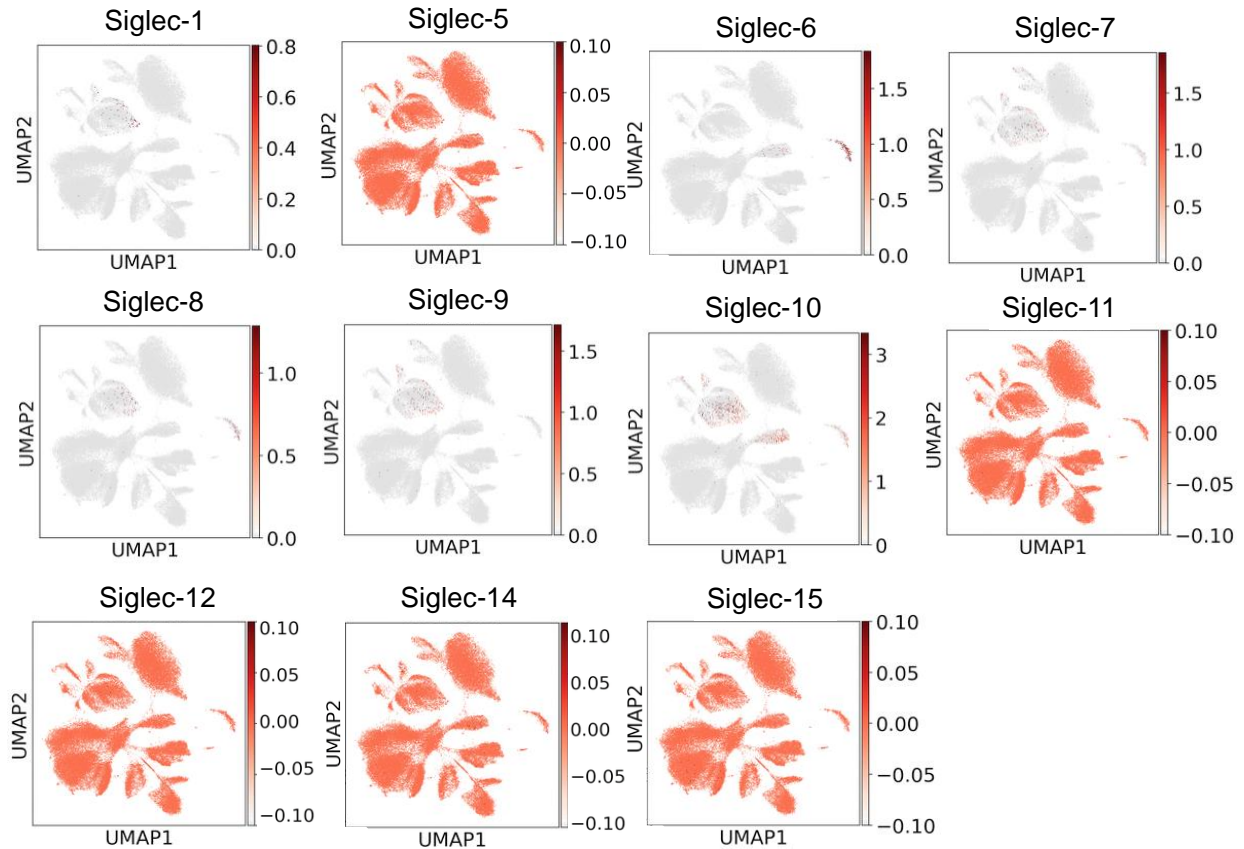 Siglec-1
0.8
0.6
0.4
0.2
0.0
UMAP2
UMAP1
Siglec-5
0.10
0.05
0.00
−0.05
−0.10
UMAP2
UMAP1
Siglec-6
1.5
1.0
0.5
0.0
UMAP2
UMAP1
Siglec-7
1.5
1.0
0.5
0.0
UMAP2
UMAP1
Siglec-8
1.0
0.5
0.0
UMAP2
UMAP1
Siglec-9
1.5
1.0
0.5
0.0
UMAP2
UMAP1
Siglec-10
3
2
1
0
UMAP2
UMAP1
Siglec-11
0.10
0.05
0.00
−0.05
−0.10
UMAP2
UMAP1
Siglec-12
0.10
0.05
0.00
−0.05
−0.10
UMAP2
UMAP1
Siglec-14
0.10
0.05
0.00
−0.05
−0.10
UMAP2
UMAP1
Siglec-15
0.10
0.05
0.00
−0.05
−0.10
UMAP2
UMAP1